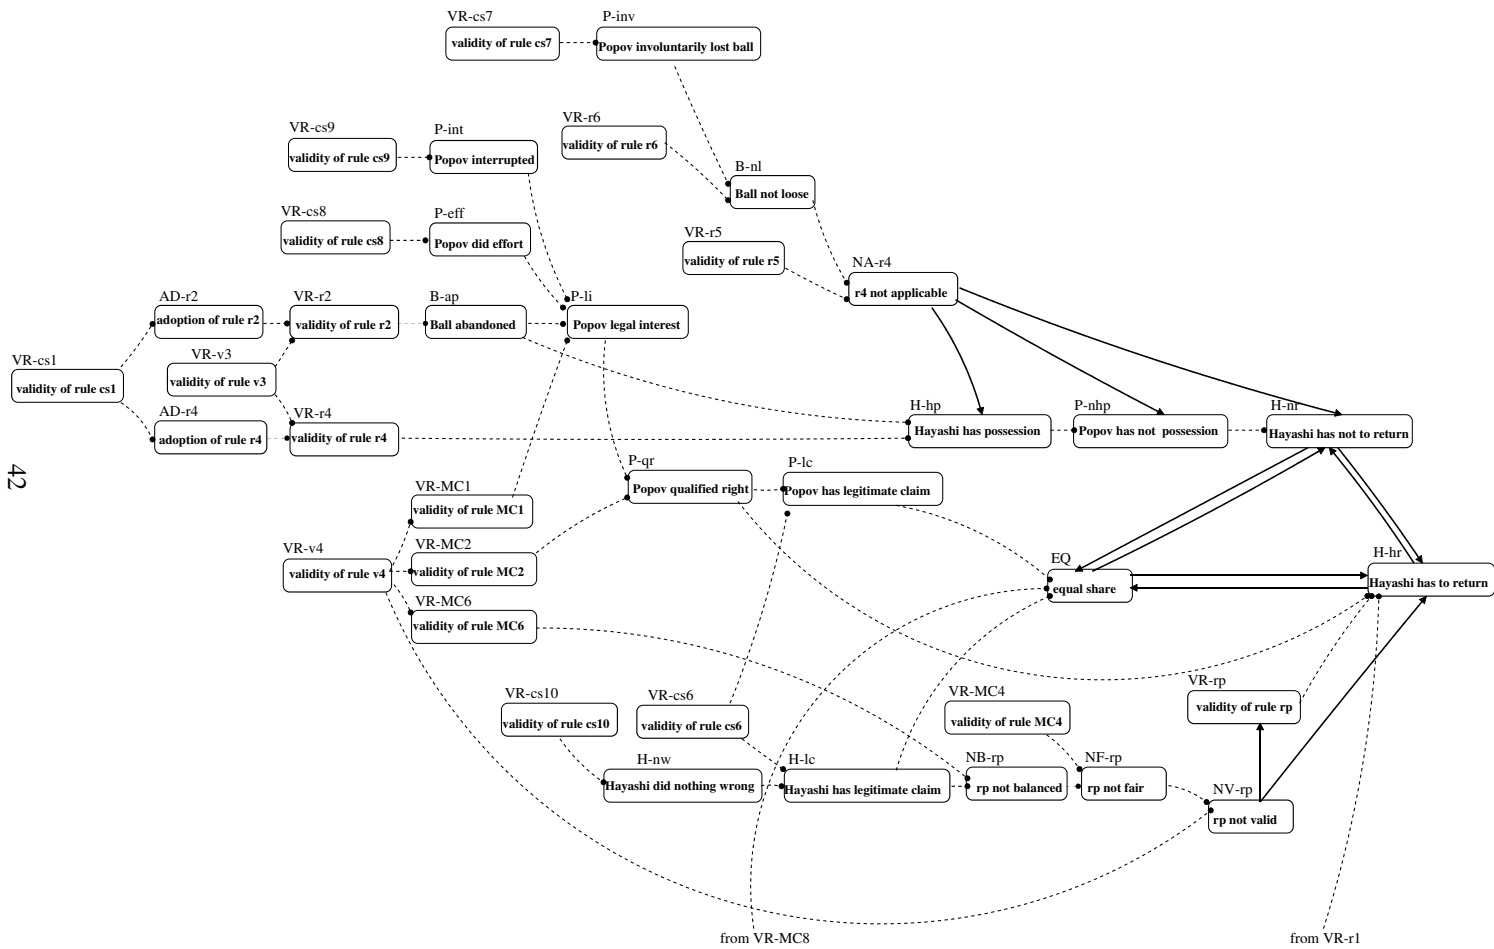 VR-cs7
validity of rule cs7
P-inv
Popov involuntarily lost ball
VR-cs9
validity of rule cs9
P-int
Popov interrupted
VR-r6
validity of rule r6
B-nl
Ball not loose
VR-cs8
validity of rule cs8
P-eff
Popov did effort
VR-r5
validity of rule r5
NA-r4
r4 not applicable
AD-r2
adoption of rule r2
VR-r2
validity of rule r2
B-ap
Ball abandoned
P-li
Popov legal interest
VR-cs1
validity of rule cs1
VR-v3
validity of rule v3
AD-r4
adoption of rule r4
VR-r4
validity of rule r4
H-hp
Hayashi has possession
P-nhp
Popov has not possession
H-nr
Hayashi has not to return
42
P-qr
Popov qualified right
P-lc
Popov has legitimate claim
VR-MC1
validity of rule MC1
VR-v4
validity of rule v4
VR-MC2
validity of rule MC2
VR-MC6
validity of rule MC6
EQ
equal share
H-hr
Hayashi has to return
VR-cs10
validity of rule cs10
VR-cs6
validity of rule cs6
VR-MC4
validity of rule MC4
VR-rp
validity of rule rp
H-nw
Hayashi did nothing wrong
H-lc
Hayashi has legitimate claim
NB-rp
rp not balanced
NF-rp
rp not fair
NV-rp
rp not valid
from VR-MC8
from VR-r1